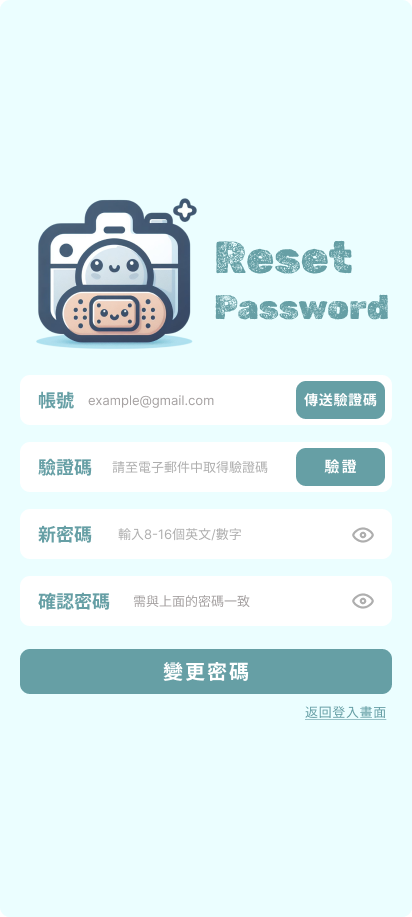 Reset
Password
帳號 example@gmail.com 傳送驗證碼
驗證碼 請至電子郵件中取得驗證碼 驗證
新密碼 輸入8-16個英文/數字
確認密碼 需與上面的密碼一致
變更密碼
返回登入畫面